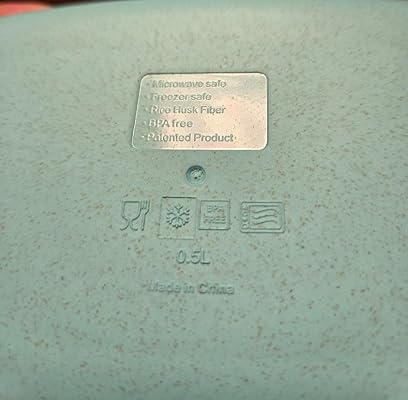 • Microwave safe
• Freezer safe
• Rice Husk Fiber
• BPA free
• Patented Product
BPA
FREE
0.5L
Made in China